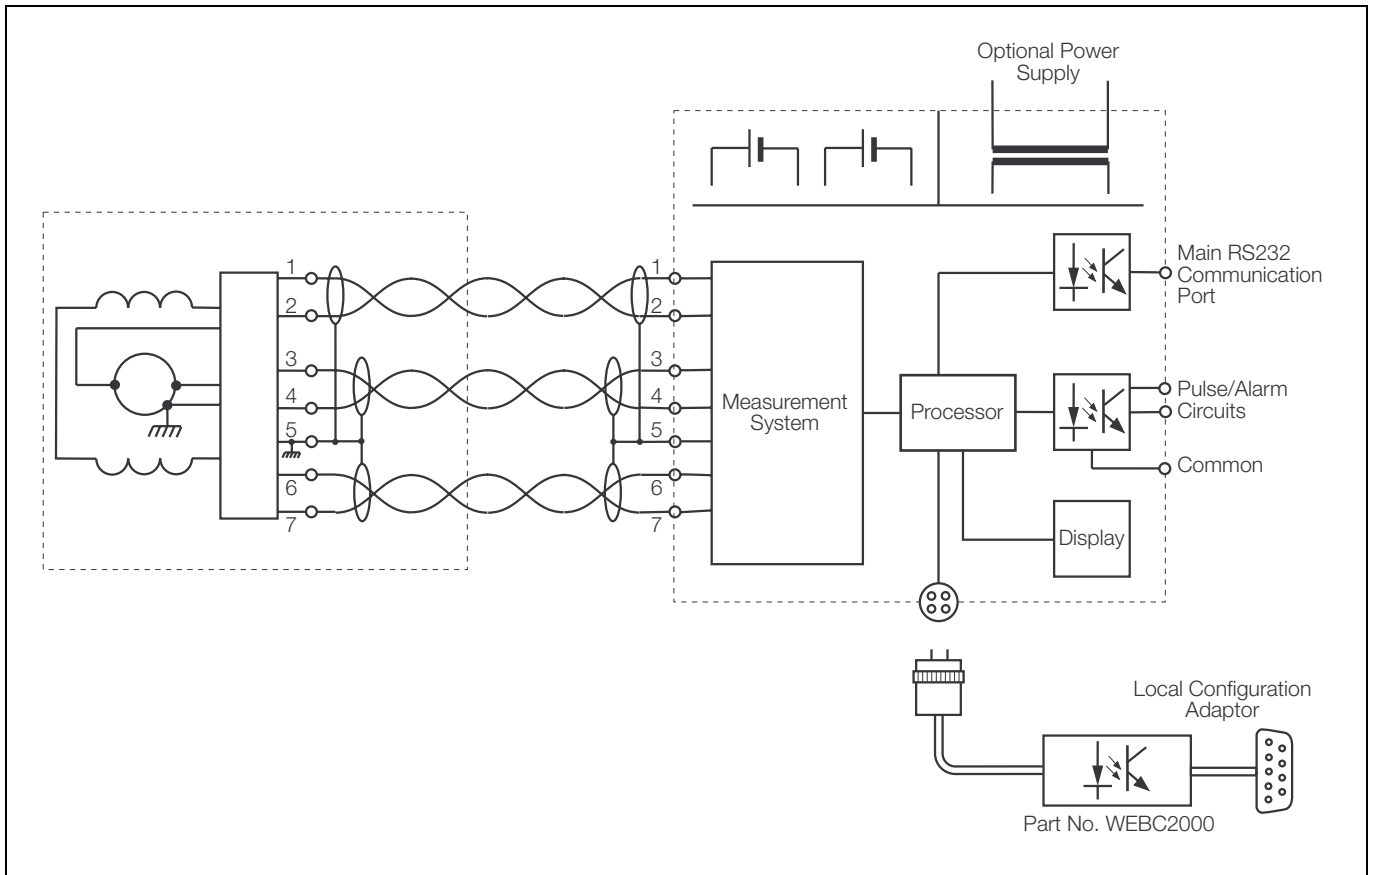 Optional Power
Supply
1
2
3
4
5
6
7
1
2
3
4
5
6
7
Measurement
System
Processor
Main RS232
Communication
Port
Pulse/Alarm
Circuits
Common
Display
Local Configuration
Adaptor
Part No. WEBC2000